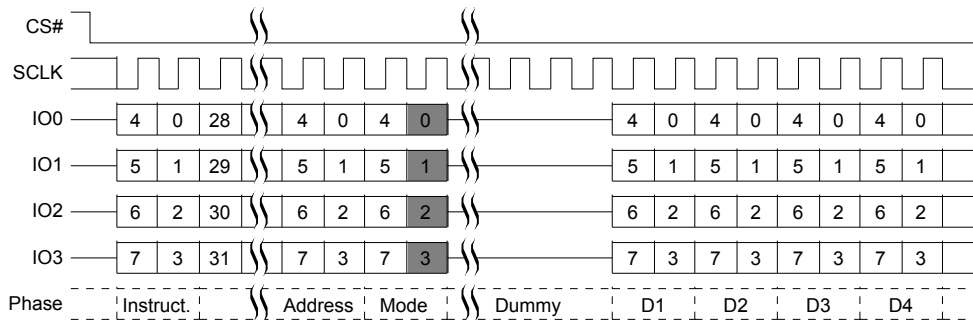 CS#
SCLK
IO0 4 0 28 4 0 4 0 4 0 4 0 4 0 4 0
IO1 5 1 29 5 1 5 1 5 1 5 1 5 1 5 1
IO2 6 2 30 6 2 6 2 6 2 6 2 6 2 6 2
IO3 7 3 31 7 3 7 3 7 3 7 3 7 3 7 3
Phase Instruct. Address Mode Dummy D1 D2 D3 D4